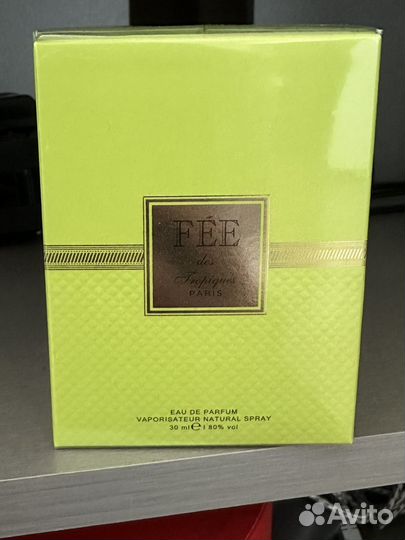 FÉE
des
Tropiques
PARIS
EAU DE PARFUM
VAPORISATEUR NATURAL SPRAY
30 ml ℮ | 80% vol
Avito